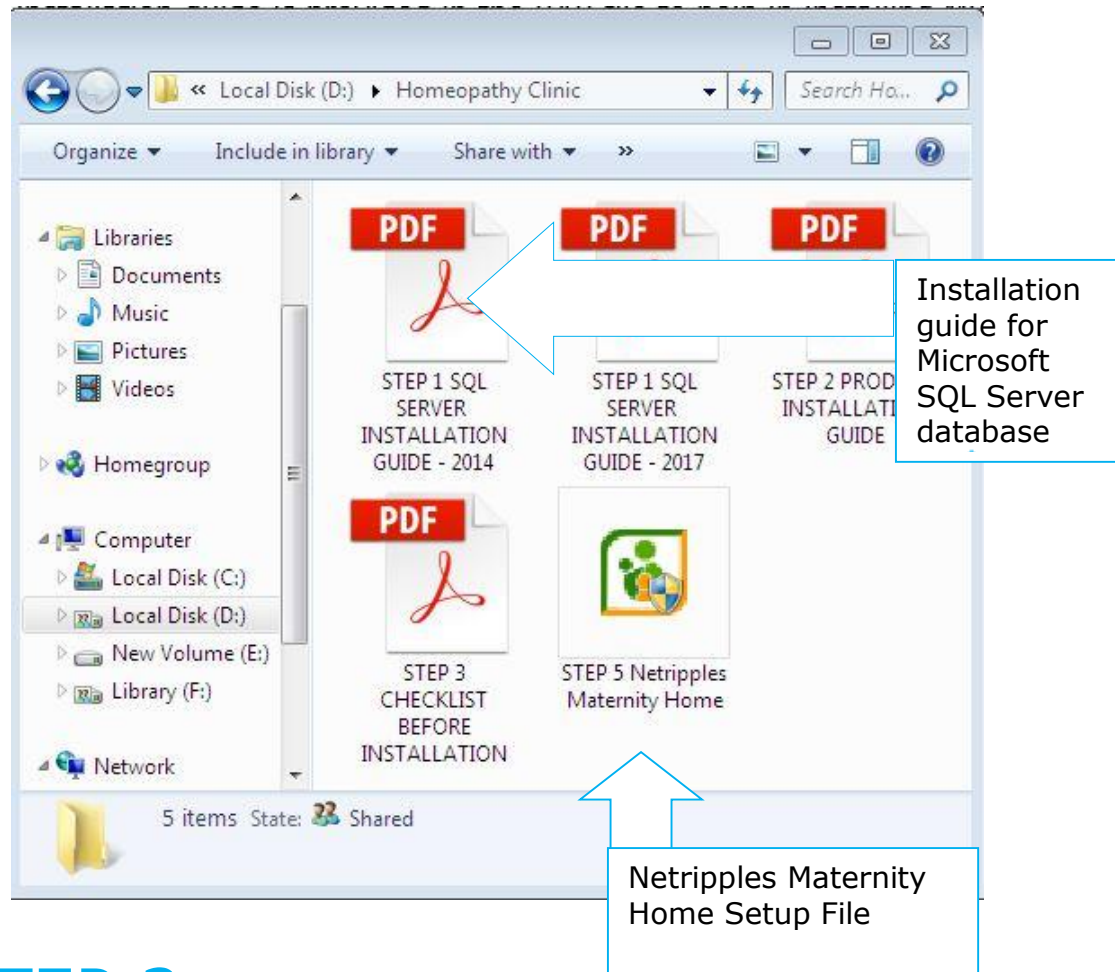 « Local Disk (D:) ▸ Homeopathy Clinic
Search Ho...
Organize
Include in library
Share with
»
Libraries
Documents
Music
Pictures
Videos
Homegroup
Computer
Local Disk (C:)
Local Disk (D:)
New Volume (E:)
Library (F:)
Network
PDF
PDF
PDF
STEP 1 SQL
SERVER
INSTALLATION
GUIDE - 2014
STEP 1 SQL
SERVER
INSTALLATION
GUIDE - 2017
STEP 2 PROD
INSTALLATI
GUIDE
Installation
guide for
Microsoft
SQL Server
database
PDF
STEP 3
CHECKLIST
BEFORE
INSTALLATION
STEP 5 Netripples
Maternity Home
5 items State: Shared
Netripples Maternity
Home Setup File